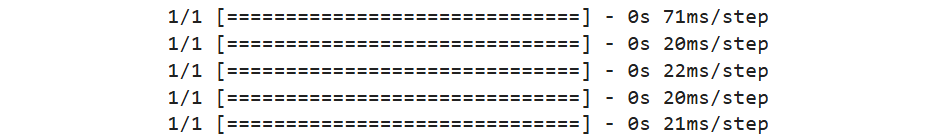 1/1 [==============================] - 0s 71ms/step
1/1 [==============================] - 0s 20ms/step
1/1 [==============================] - 0s 22ms/step
1/1 [==============================] - 0s 20ms/step
1/1 [==============================] - 0s 21ms/step